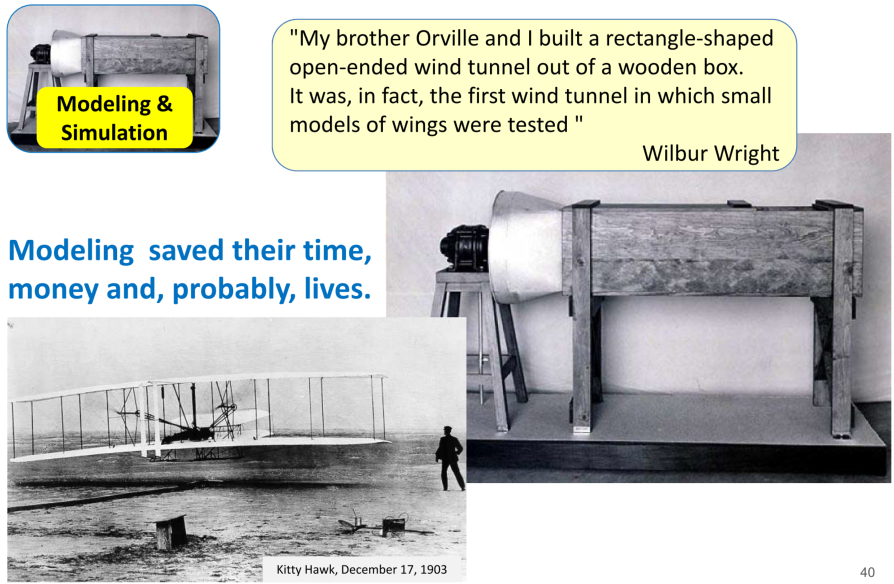 Modeling &
Simulation
"My brother Orville and I built a rectangle-shaped
open-ended wind tunnel out of a wooden box.
It was, in fact, the first wind tunnel in which small
models of wings were tested "
Wilbur Wright
Modeling  saved their time,
money and, probably, lives.
Kitty Hawk, December 17, 1903
40